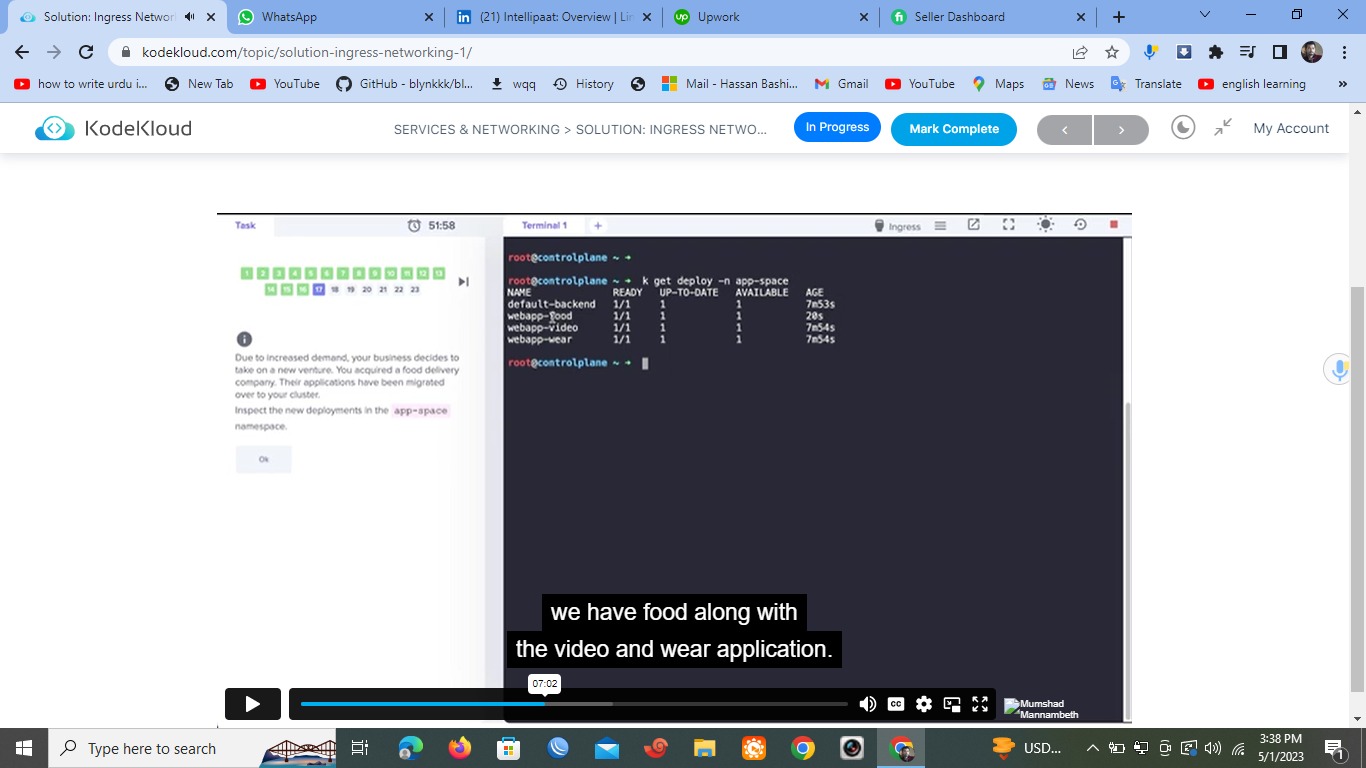 Solution: Ingress Network
WhatsApp
(21) Intellipaat: Overview | Lin
Upwork
Seller Dashboard
kodekloud.com/topic/solution-ingress-networking-1/
how to write urdu i...
New Tab
YouTube
GitHub - blynkkk/bl...
wqq
History
Mail - Hassan Bashi...
Gmail
YouTube
Maps
News
Translate
english learning
»
KodeKloud
SERVICES & NETWORKING > SOLUTION: INGRESS NETWO...
In Progress
Mark Complete
<
>
My Account
Task
51:58
Terminal 1
+
Ingress
1 2 3 4 5 6 7 8 9 10 11 12 13
14 15 16 17 18 19 20 21 22 23
Due to increased demand, your business decides to
take on a new venture. You acquired a food delivery
company. Their applications have been migrated
over to your cluster.
Inspect the new deployments in the app-space
namespace.
Ok
root@controlplane ~ ➜
root@controlplane ~ ➜ k get deploy -n app-space
NAME READY UP-TO-DATE AVAILABLE AGE
default-backend 1/1 1 1 7m53s
webapp-food 1/1 1 1 20s
webapp-video 1/1 1 1 7m54s
webapp-wear 1/1 1 1 7m54s
root@controlplane ~ ➜
we have food along with
the video and wear application.
07:02
CC
Mumshad
Mannambeth
Type here to search
USD...
3:38 PM
5/1/2023
1